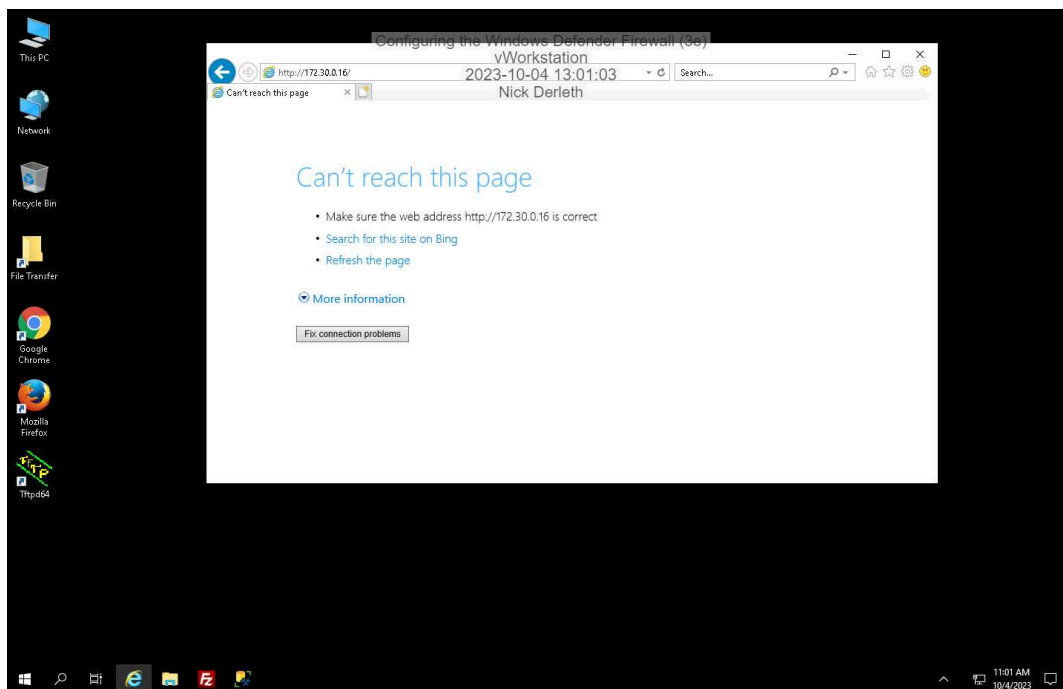 This PC
Network
Recycle Bin
File Transfer
Google
Chrome
Mozilla
Firefox
Tftpd64
Configuring the Windows Defender Firewall (3e)
vWorkstation
2023-10-04 13:01:03
Nick Derleth
http://172.30.0.16/
Search...
Can't reach this page
Can't reach this page
• Make sure the web address http://172.30.0.16 is correct
• Search for this site on Bing
• Refresh the page
More information
Fix connection problems
11:01 AM
10/4/2023